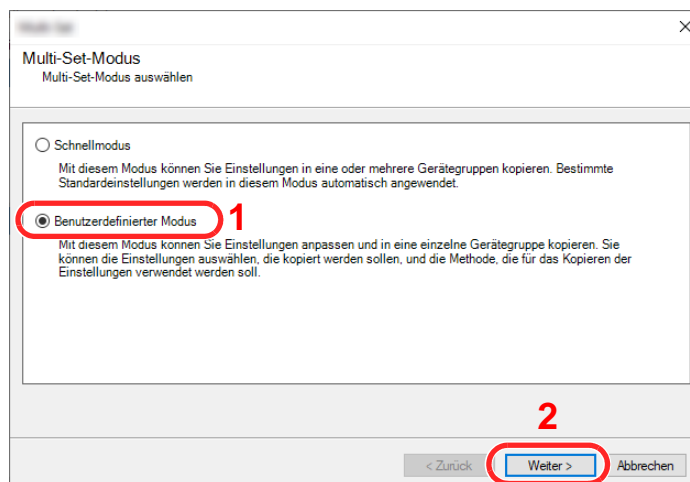 Multi-Set-Modus
Multi-Set-Modus auswählen
Schnellmodus
Mit diesem Modus können Sie Einstellungen in eine oder mehrere Gerätegruppen kopieren. Bestimmte
Standardeinstellungen werden in diesem Modus automatisch angewendet.
Benutzerdefinierter Modus 1
Mit diesem Modus können Sie Einstellungen anpassen und in eine einzelne Gerätegruppe kopieren. Sie
können die Einstellungen auswählen, die kopiert werden sollen, und die Methode, die für das Kopieren der
Einstellungen verwendet werden soll.
2
< Zurück Weiter > Abbrechen